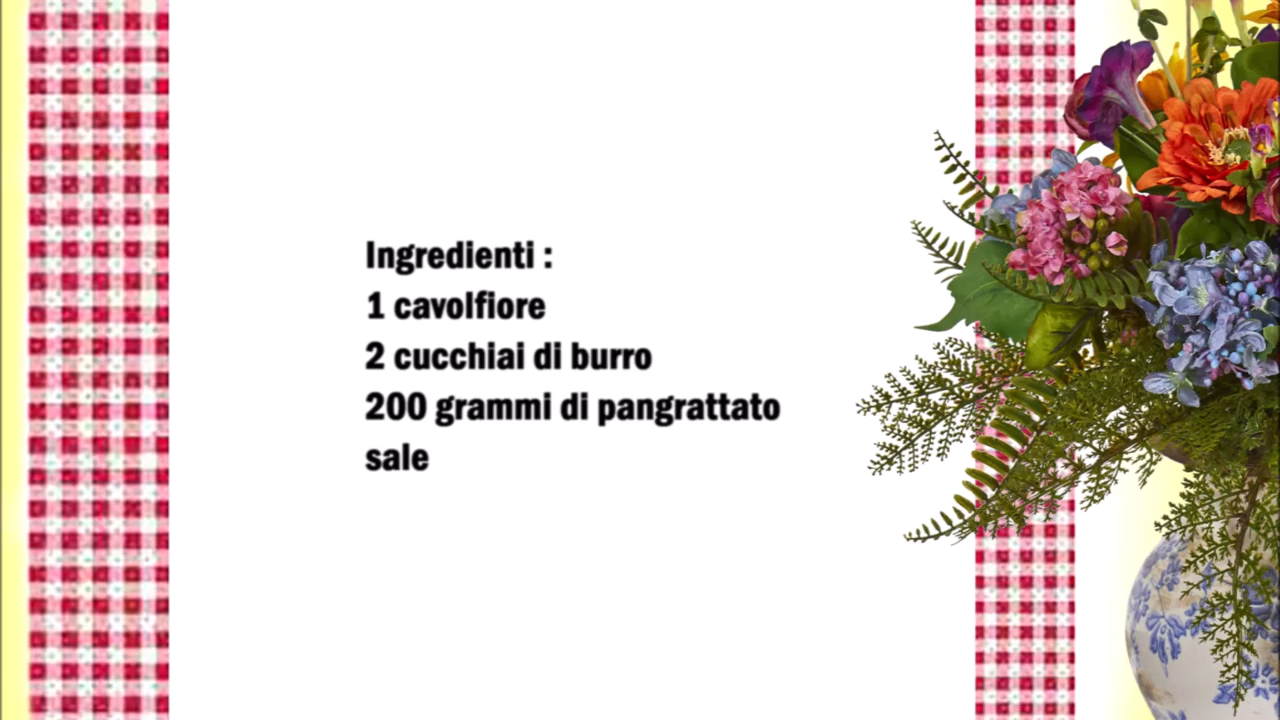 Ingredienti :
1 cavolfiore
2 cucchiai di burro
200 grammi di pangrattato
sale